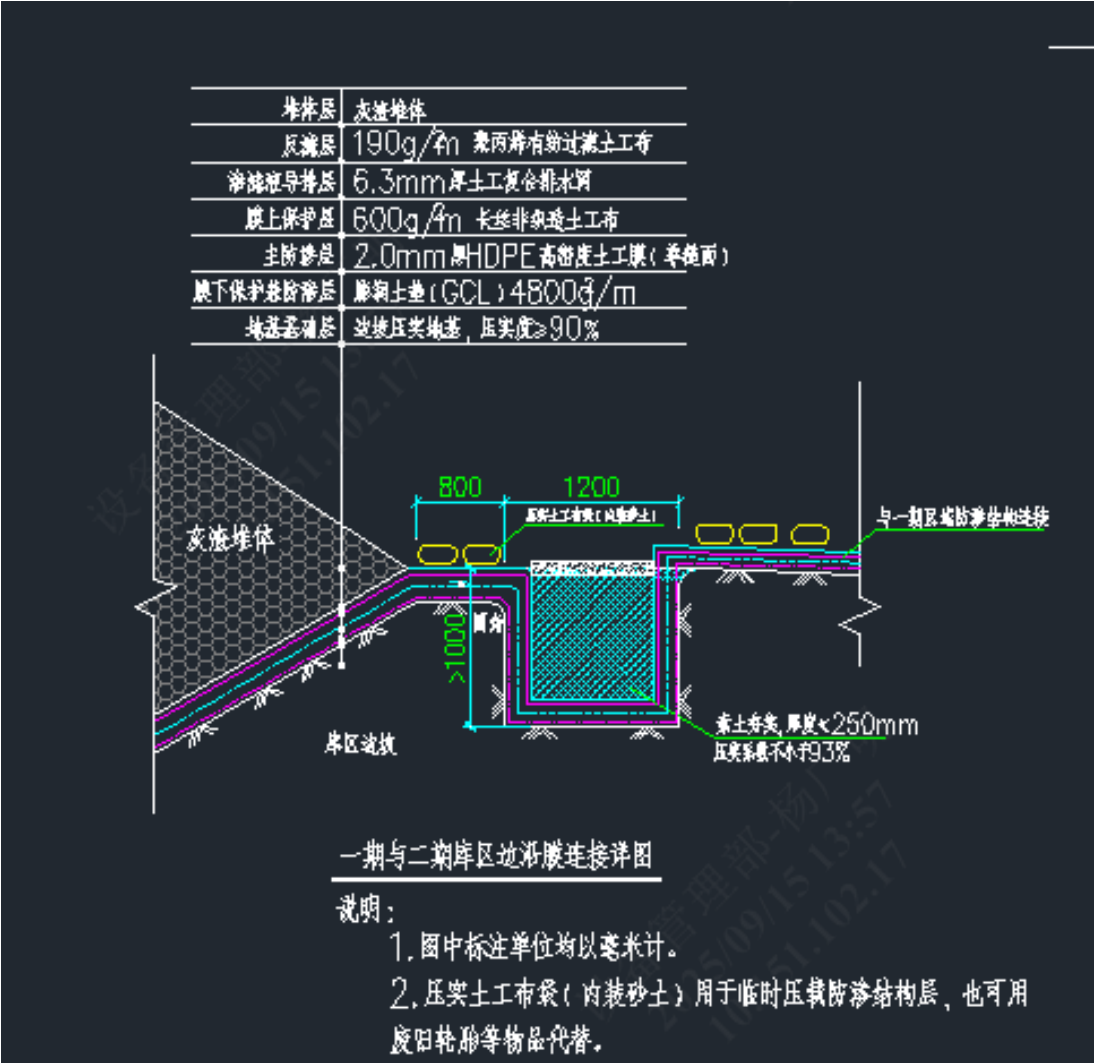 堆体层 灰渣堆体
反滤层 190g/m² 聚丙烯有纺过滤土工布
渗滤液导排层 6.3mm厚土工复合排水网
膜上保护层 600g/m² 长丝非织造土工布
主防渗层 2.0mm厚HDPE高密度土工膜(单糙面)
膜下保护兼防渗层 膨润土垫(GCL)4800g/m²
地基基础层 边坡压实地基，压实度≥90%
800 1200
压实土工布袋(内装砂土)
与一期区域防渗结构连接
灰渣堆体
>1000
圆角
库区边坡
素土夯实,厚度<250mm
压实系数不小于93%
一期与二期库区边沿膜连接详图
说明：
1.图中标注单位均以毫米计。
2.压实土工布袋(内装砂土)用于临时压载防渗结构层，也可用
废旧轮胎等物品代替。